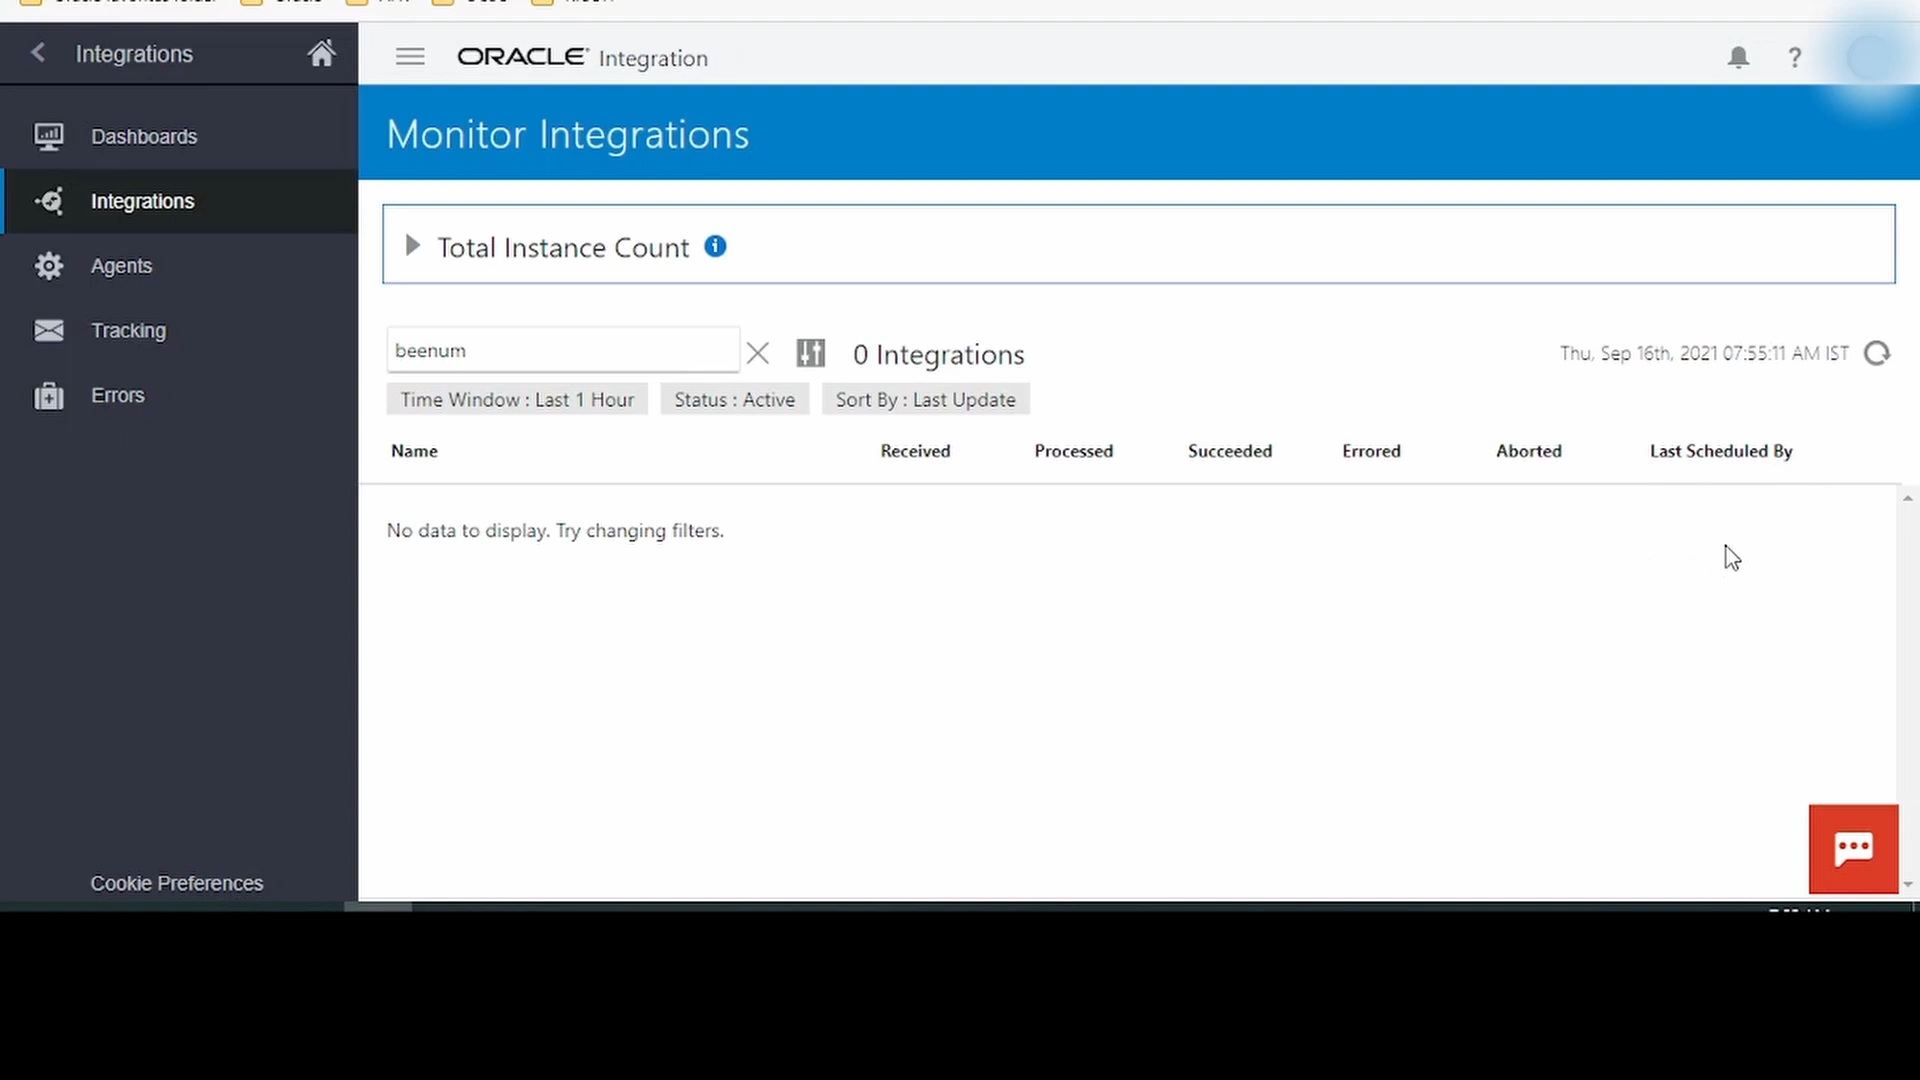 Integrations
ORACLE Integration
?
Dashboards
Monitor Integrations
Integrations
Total Instance Count
Agents
Tracking
beenum
0 Integrations
Thu, Sep 16th, 2021 07:55:11 AM IST
Errors
Time Window : Last 1 Hour
Status : Active
Sort By : Last Update
Name Received Processed Succeeded Errored Aborted Last Scheduled By
No data to display. Try changing filters.
Cookie Preferences